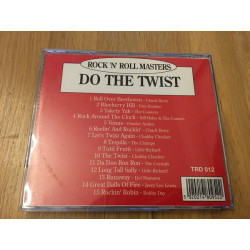 ROCK 'N' ROLL MASTERS
DO THE TWIST
1 Roll Over Beethoven - Chuck Berry
2 Blueberry Hill - Fats Domino
3 Yakety Yak - The Coasters
4 Rock Around The Clock - Bill Haley & The Comets
5 Venus - Frankie Avalon
6 Reelin' And Rockin' - Chuck Berry
7 Let's Twist Again - Chubby Checker
8 Tequila - The Champs
9 Tutti Frutti - Little Richard
10 The Twist - Chubby Checker
11 Da Doo Ron Ron - The Crystals
12 Long Tall Sally - Little Richard
13 Runaway - Del Shannon
14 Great Balls Of Fire - Jerry Lee Lewis
15 Rockin' Robin - Bobby Day
TRD 012